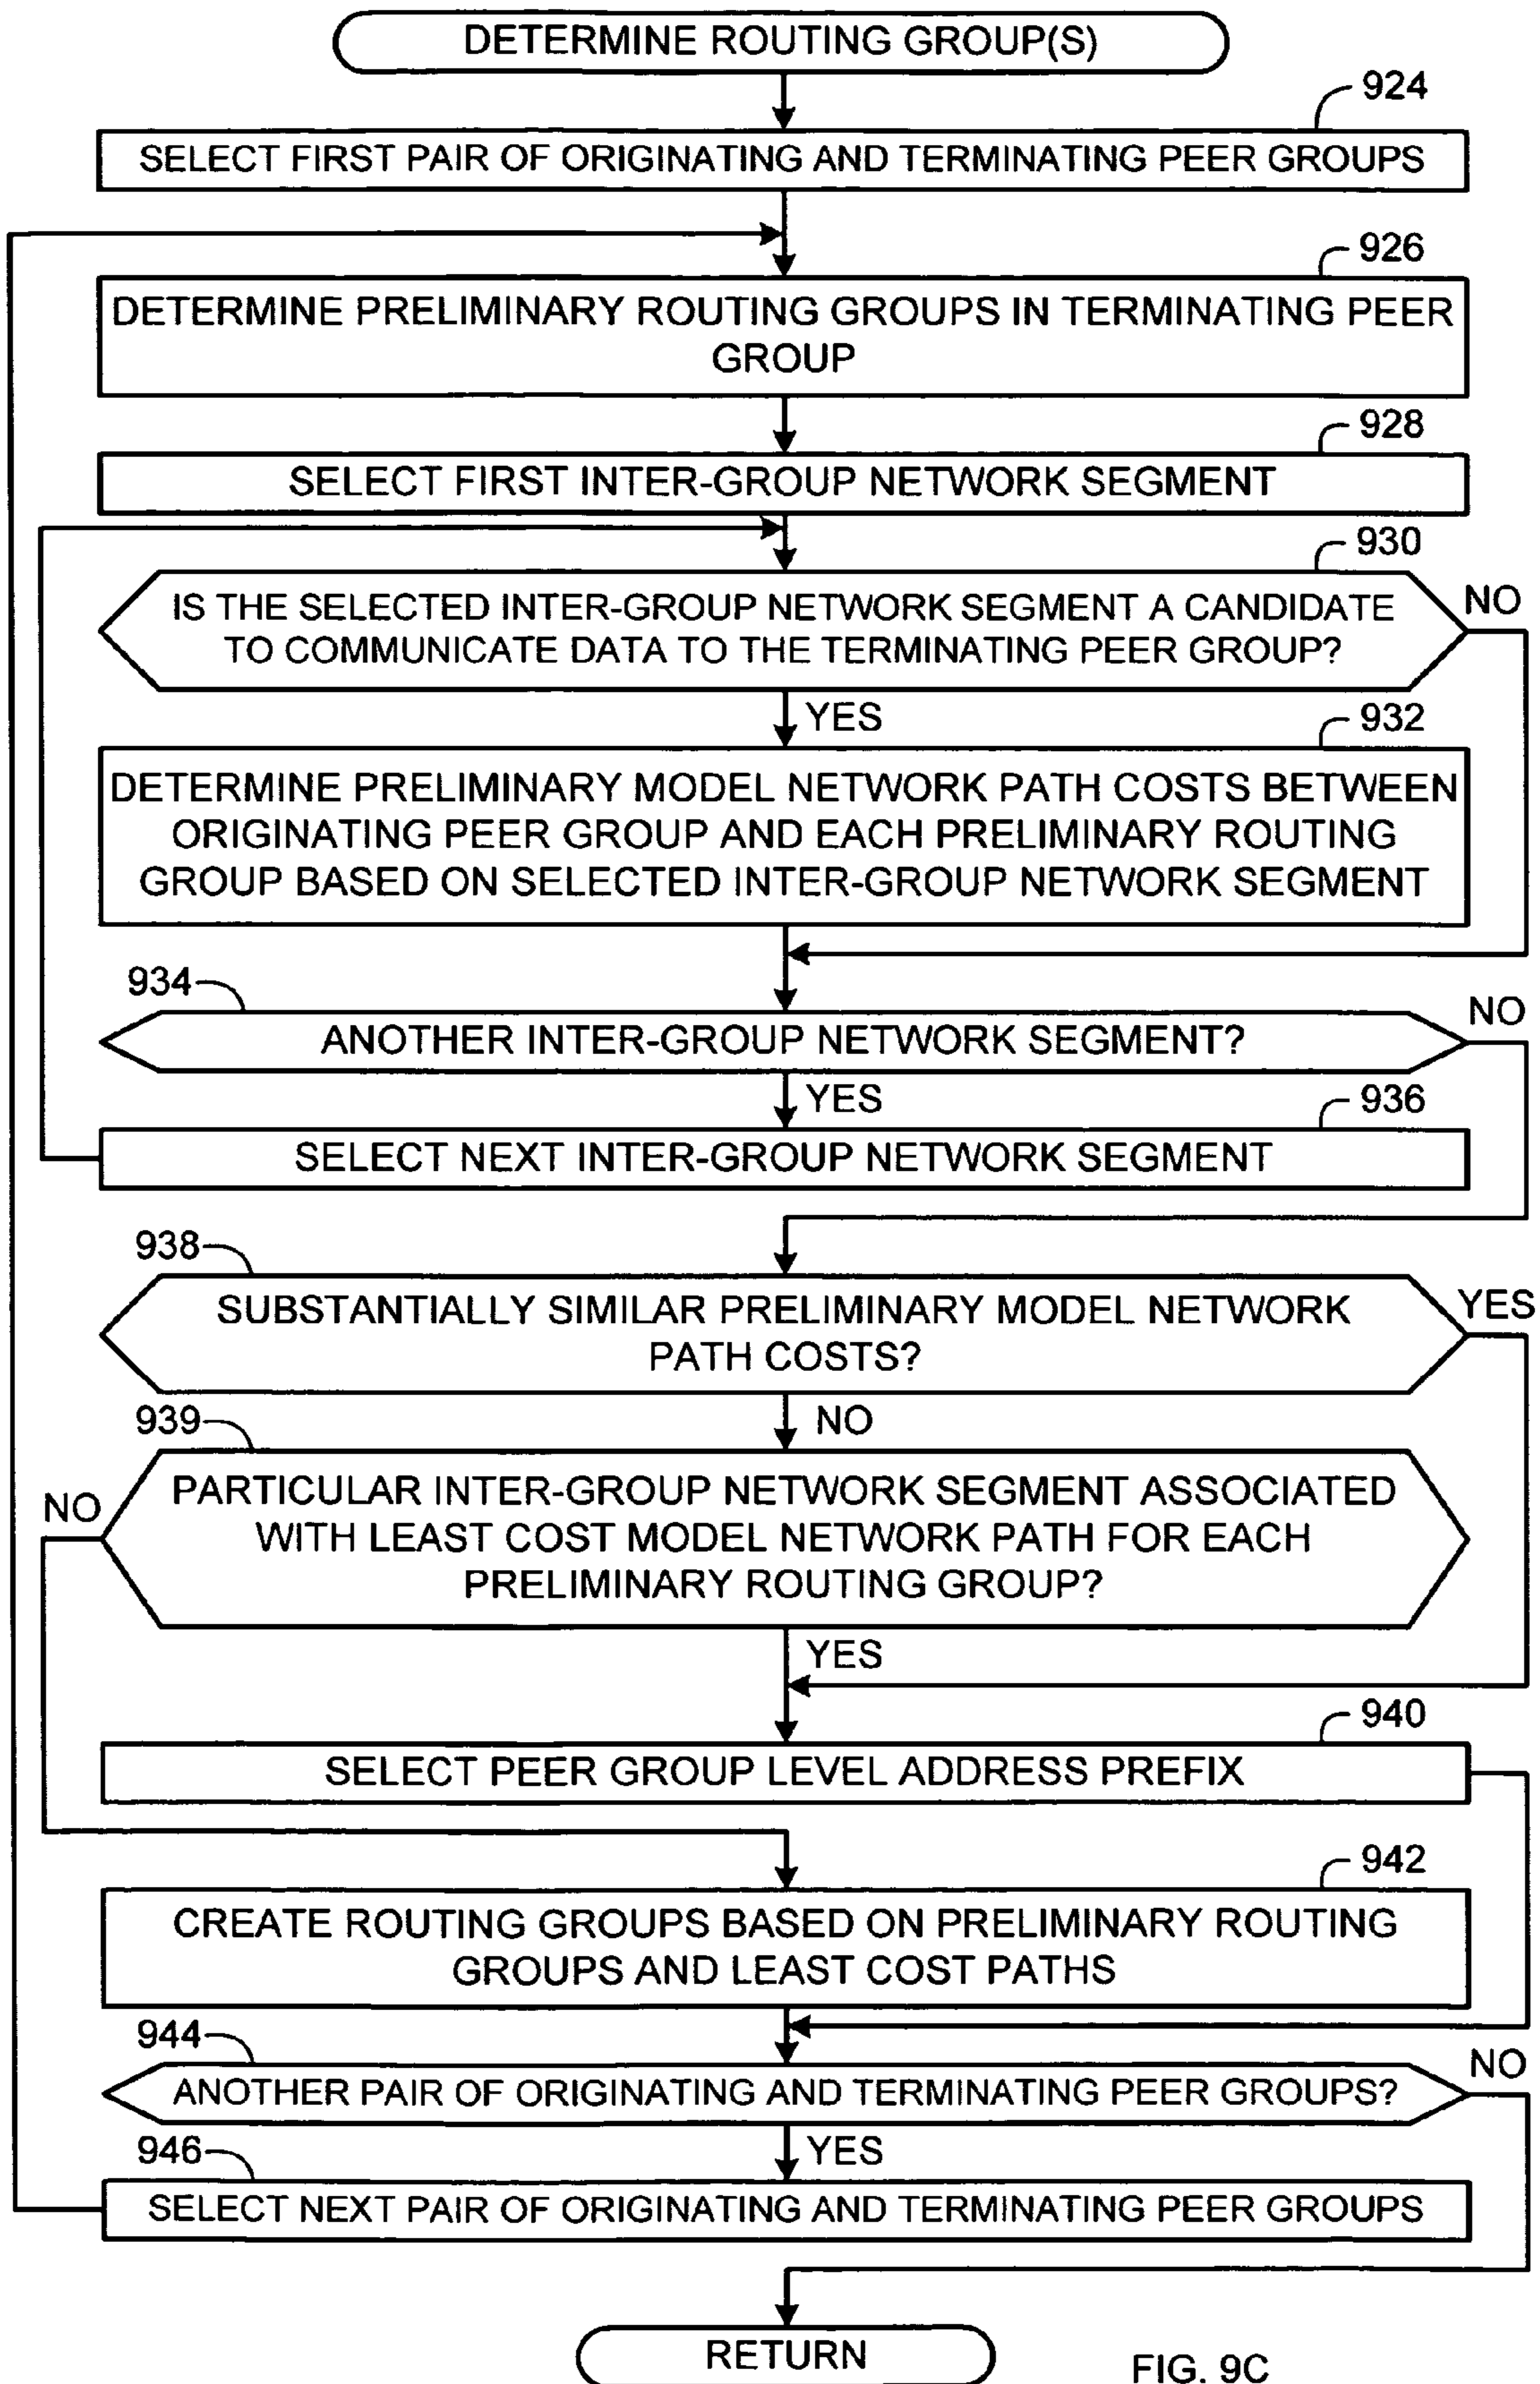 DETERMINE ROUTING GROUP(S)
924
SELECT FIRST PAIR OF ORIGINATING AND TERMINATING PEER GROUPS
926
DETERMINE PRELIMINARY ROUTING GROUPS IN TERMINATING PEER
GROUP
928
SELECT FIRST INTER-GROUP NETWORK SEGMENT
930
IS THE SELECTED INTER-GROUP NETWORK SEGMENT A CANDIDATE
TO COMMUNICATE DATA TO THE TERMINATING PEER GROUP?
NO
YES
932
DETERMINE PRELIMINARY MODEL NETWORK PATH COSTS BETWEEN
ORIGINATING PEER GROUP AND EACH PRELIMINARY ROUTING
GROUP BASED ON SELECTED INTER-GROUP NETWORK SEGMENT
934
ANOTHER INTER-GROUP NETWORK SEGMENT?
NO
YES
936
SELECT NEXT INTER-GROUP NETWORK SEGMENT
938
SUBSTANTIALLY SIMILAR PRELIMINARY MODEL NETWORK
PATH COSTS?
YES
NO
939
PARTICULAR INTER-GROUP NETWORK SEGMENT ASSOCIATED
WITH LEAST COST MODEL NETWORK PATH FOR EACH
PRELIMINARY ROUTING GROUP?
NO
YES
940
SELECT PEER GROUP LEVEL ADDRESS PREFIX
942
CREATE ROUTING GROUPS BASED ON PRELIMINARY ROUTING
GROUPS AND LEAST COST PATHS
944
ANOTHER PAIR OF ORIGINATING AND TERMINATING PEER GROUPS?
NO
YES
946
SELECT NEXT PAIR OF ORIGINATING AND TERMINATING PEER GROUPS
RETURN
FIG. 9C